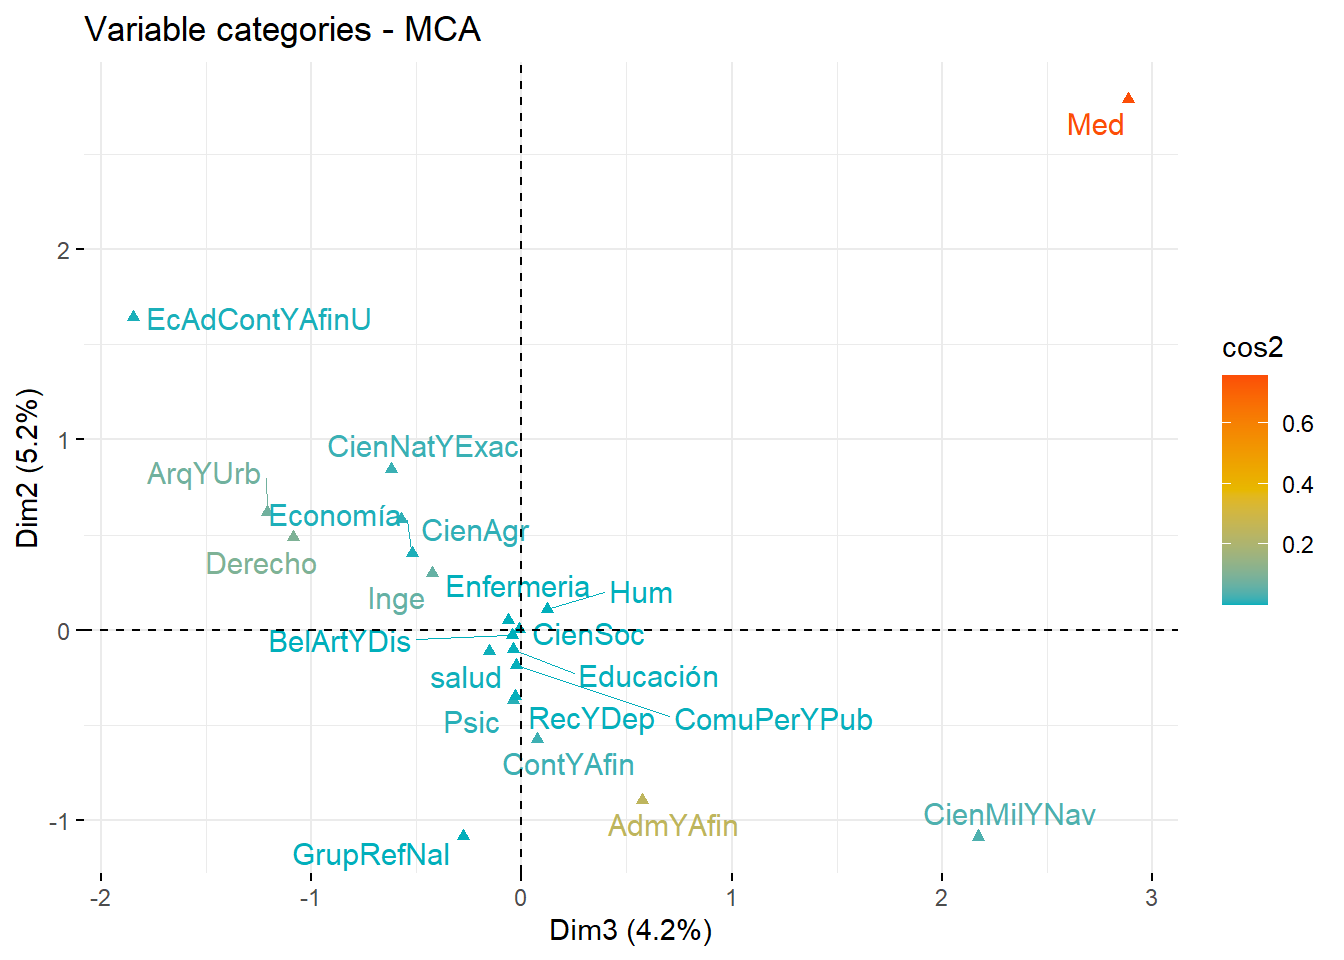 Variable categories - MCA
Med
EcAdContYAfinU
CienNatYExac
ArqYUrb
Economía
CienAgr
Derecho
Inge
Enfermeria
Hum
BelArtYDis
CienSoc
salud
Educación
Psic
RecYDep
ComuPerYPub
ContYAfin
AdmYAfin
CienMilYNav
GrupRefNal
2
1
0
-1
Dim2 (5.2%)
-2
-1
0
1
2
3
Dim3 (4.2%)
cos2
0.6
0.4
0.2